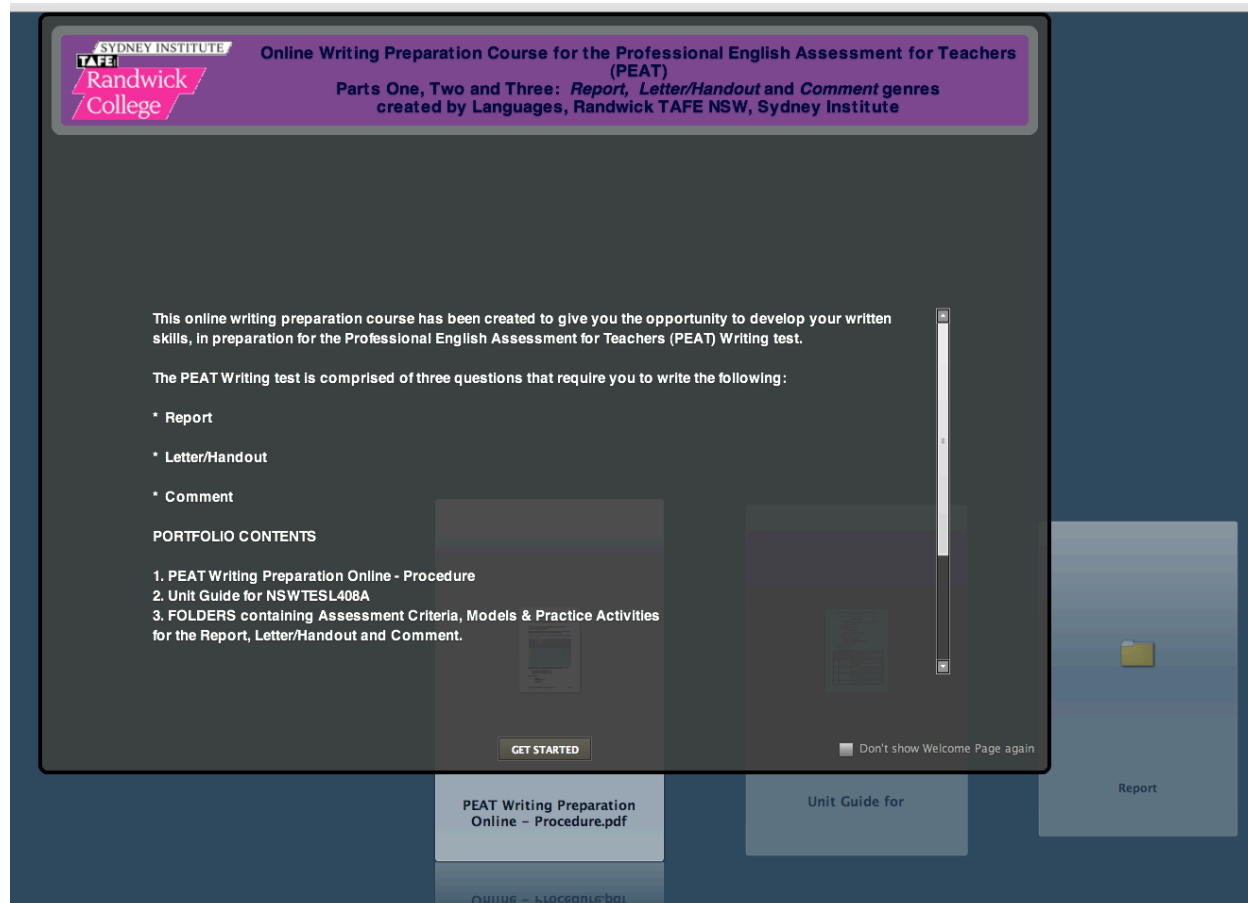 SYDNEY INSTITUTE
TAFE
Randwick
College
Online Writing Preparation Course for the Professional English Assessment for Teachers
(PEAT)
Parts One, Two and Three: Report, Letter/Handout and Comment genres
created by Languages, Randwick TAFE NSW, Sydney Institute
This online writing preparation course has been created to give you the opportunity to develop your written
skills, in preparation for the Professional English Assessment for Teachers (PEAT) Writing test.
The PEAT Writing test is comprised of three questions that require you to write the following:
* Report
* Letter/Handout
* Comment
PORTFOLIO CONTENTS
1. PEAT Writing Preparation Online - Procedure
2. Unit Guide for NSWTESL408A
3. FOLDERS containing Assessment Criteria, Models & Practice Activities
for the Report, Letter/Handout and Comment.
GET STARTED
Don't show Welcome Page again
PEAT Writing Preparation
Online - Procedure.pdf
Unit Guide for
Report
Online - Procedure.pdf